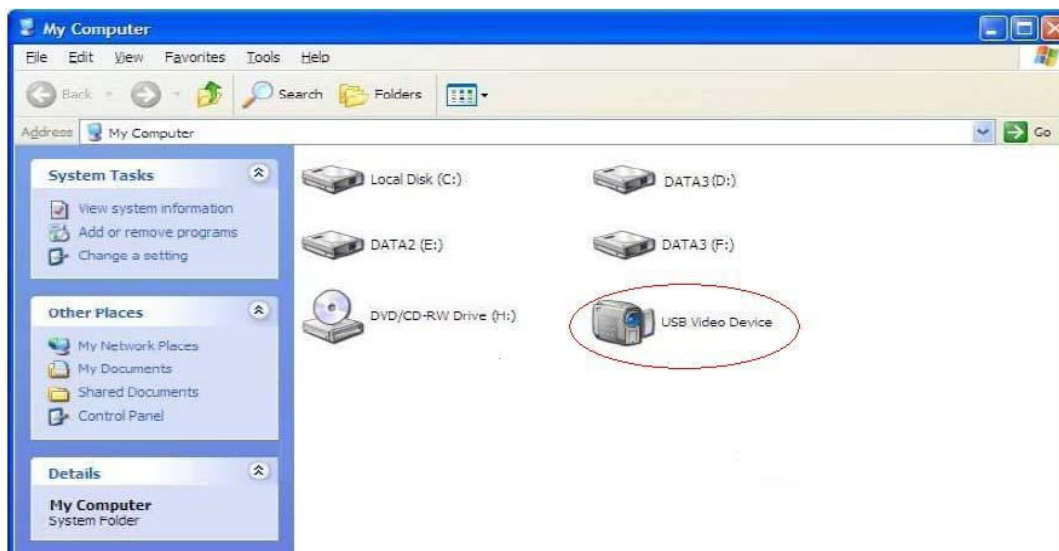 My Computer
File Edit View Favorites Tools Help
Back Search Folders
Address My Computer Go
System Tasks
View system information
Add or remove programs
Change a setting
Other Places
My Network Places
My Documents
Shared Documents
Control Panel
Details
My Computer
System Folder
Local Disk (C:) DATA3(D:)
DATA2 (E:) DATA3 (F:)
DVD/CD-RW Drive (H:) USB Video Device